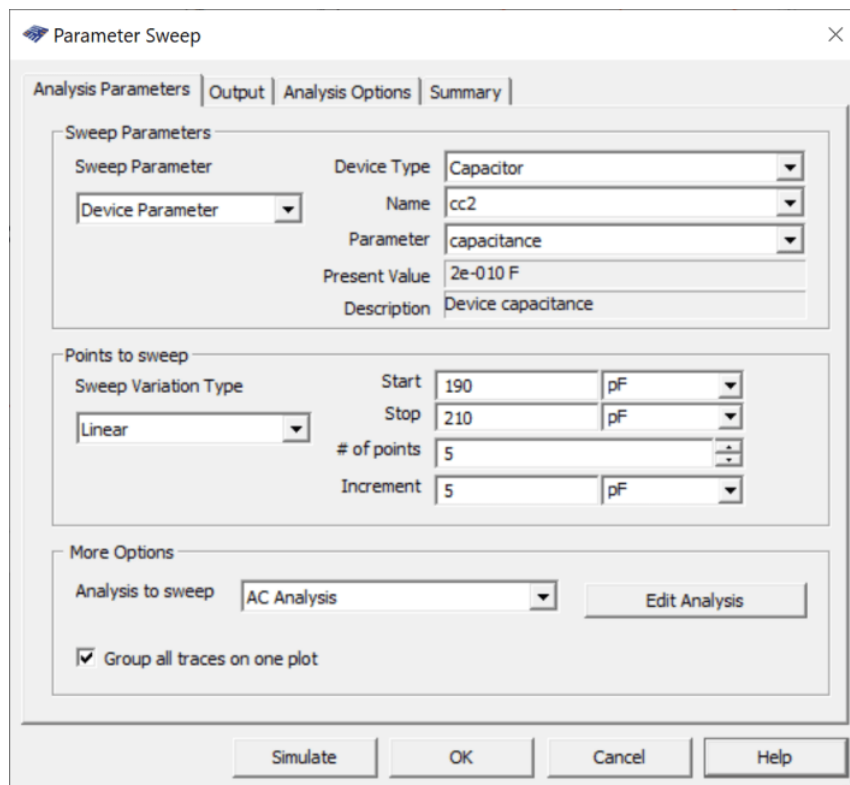 Parameter Sweep
Analysis Parameters Output Analysis Options Summary
Sweep Parameters
Sweep Parameter
Device Parameter
Device Type Capacitor
Name cc2
Parameter capacitance
Present Value 2e-010 F
Description Device capacitance
Points to sweep
Sweep Variation Type
Linear
Start 190 pF
Stop 210 pF
# of points 5
Increment 5 pF
More Options
Analysis to sweep AC Analysis Edit Analysis
Group all traces on one plot
Simulate OK Cancel Help